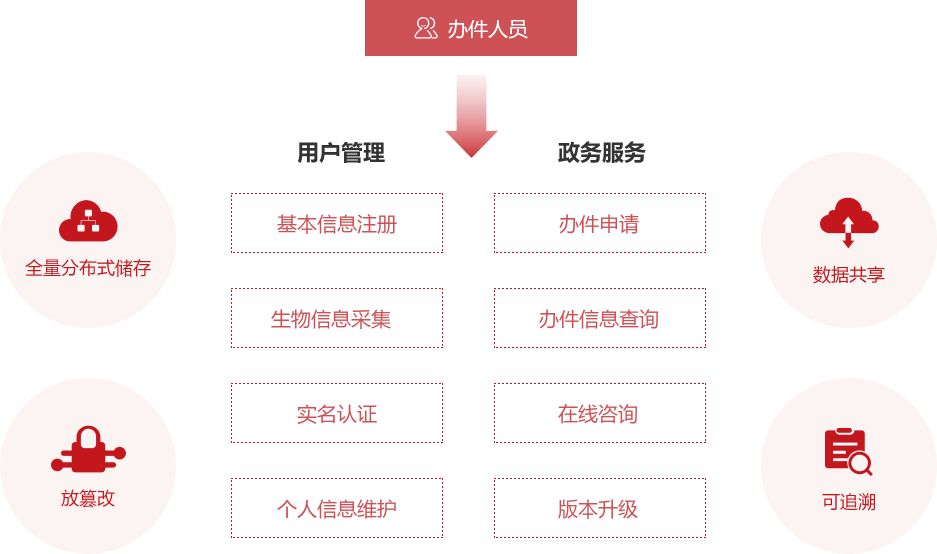 办件人员
用户管理
政务服务
基本信息注册
办件申请
全量分布式储存
数据共享
生物信息采集
办件信息查询
实名认证
在线咨询
放篡改
可追溯
个人信息维护
版本升级